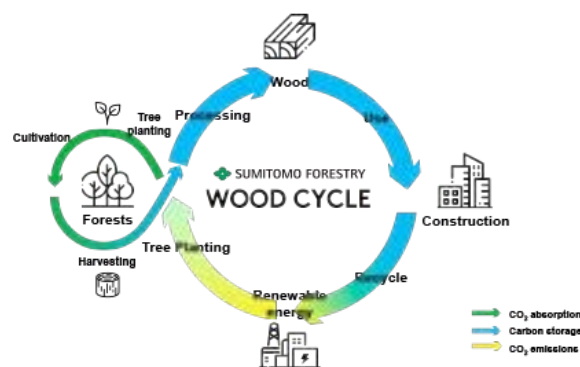 Wood
Processing
Use
Tree
planting
Cultivation
SUMITOMO FORESTRY
WOOD CYCLE
Forests
Construction
Harvesting
Tree Planting
Recycle
Renewable
energy
CO₂ absorption
Carbon storage
CO₂ emissions